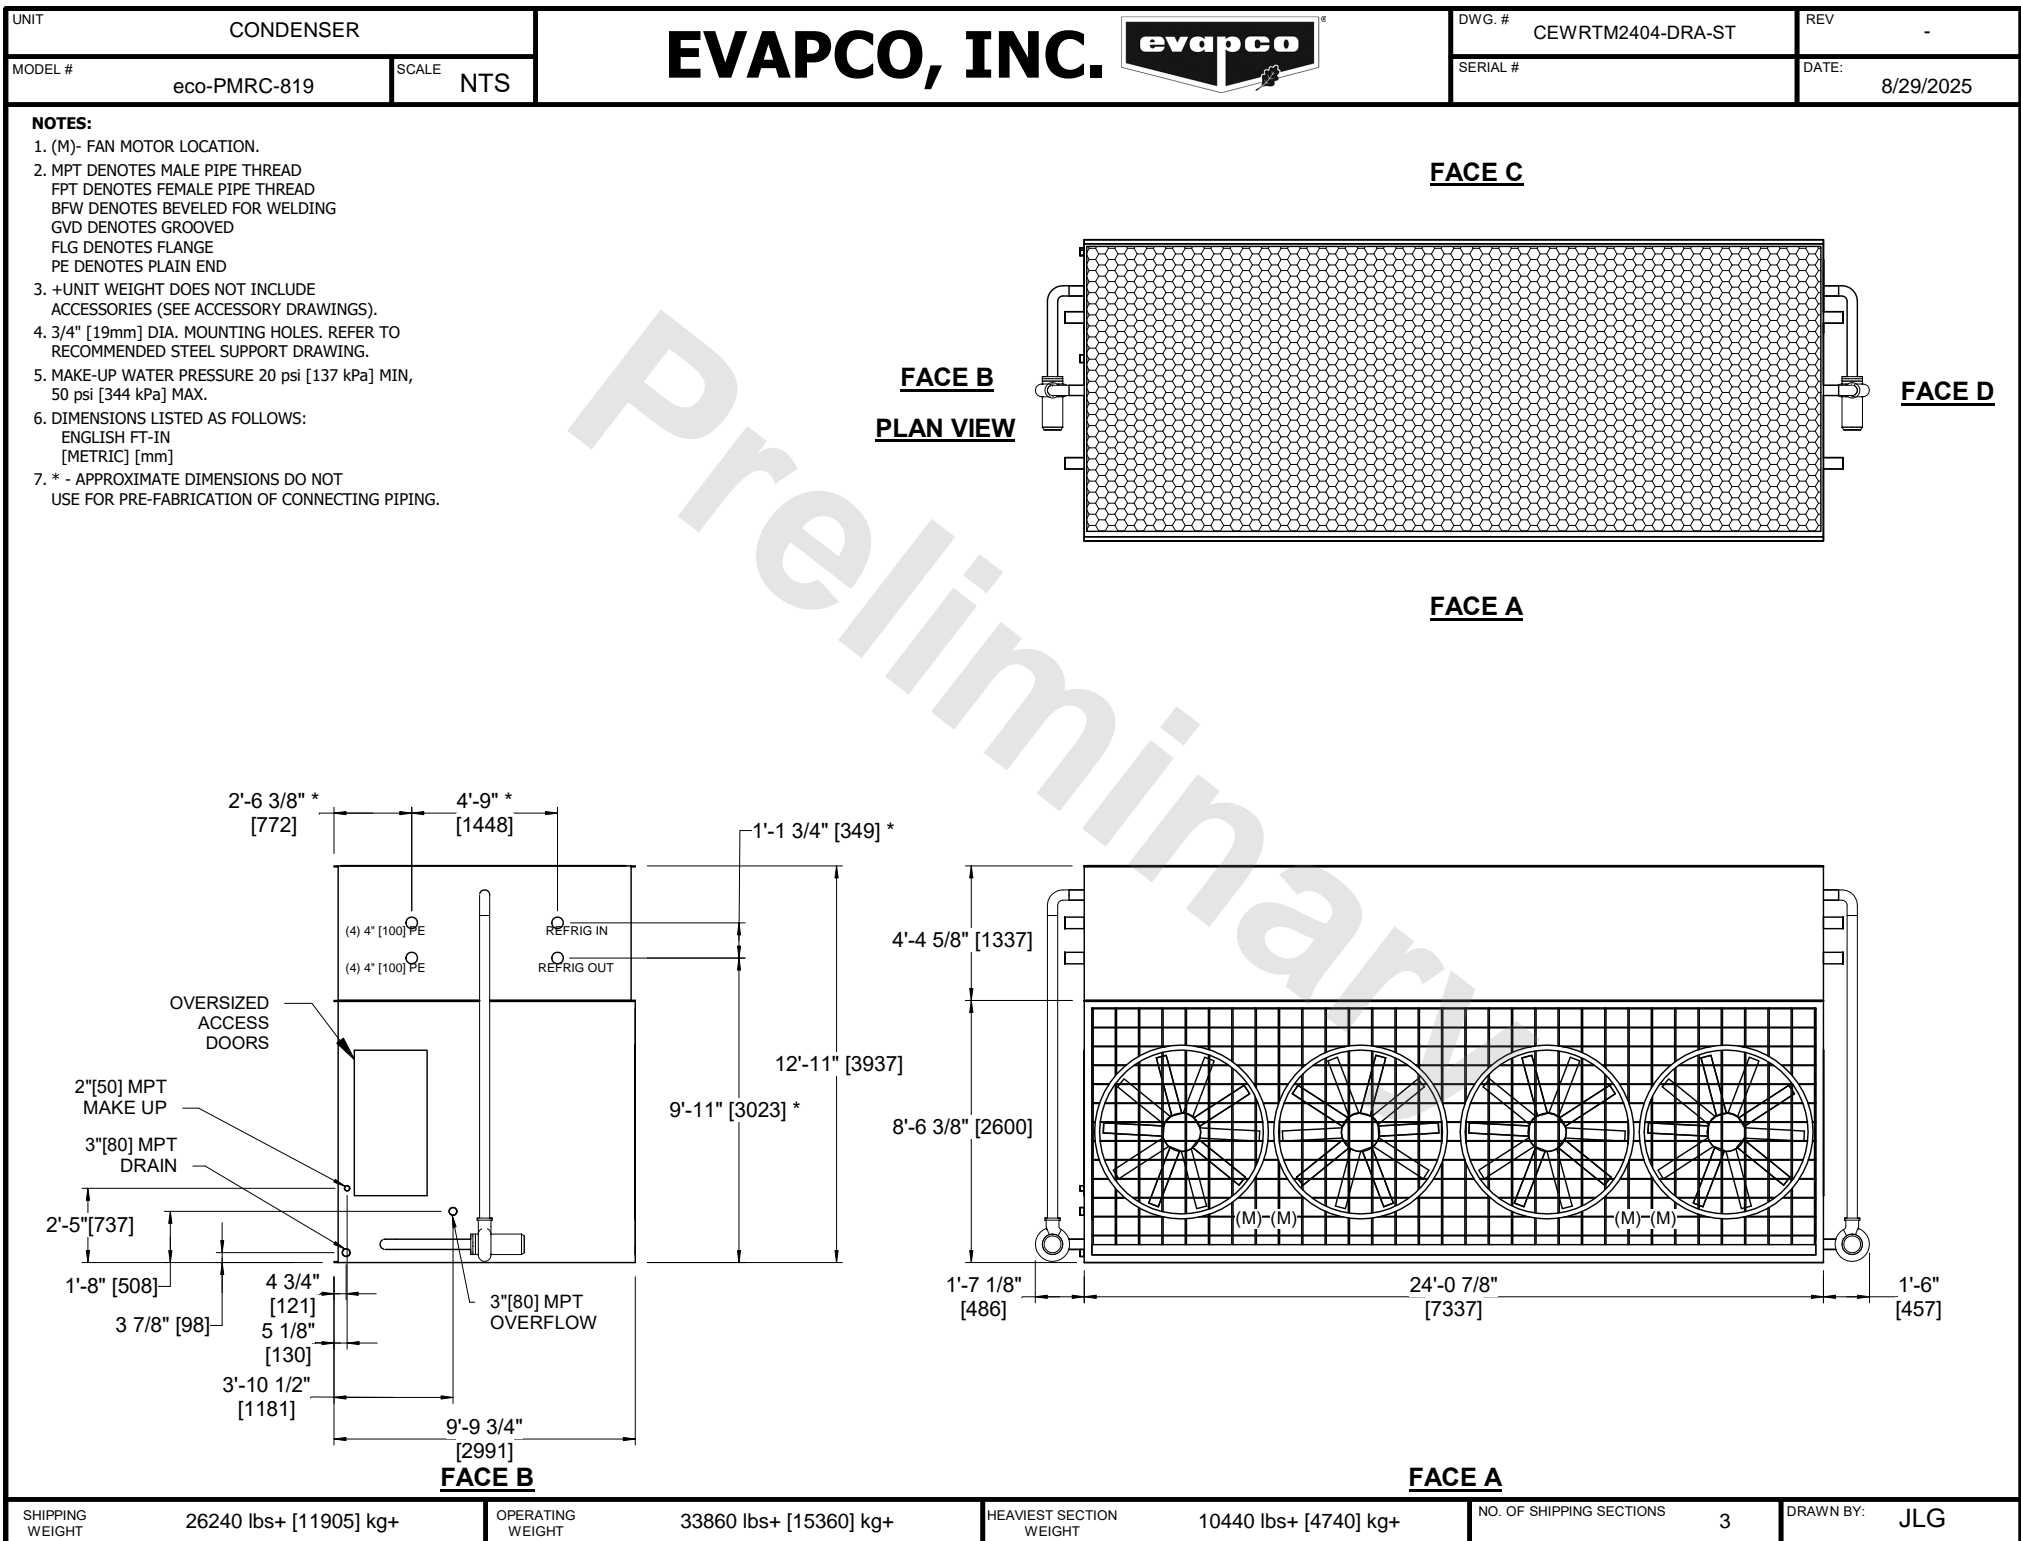 UNIT
CONDENSER
MODEL #
eco-PMRC-819
SCALE
NTS
EVAPCO, INC.
evapco
®
DWG. #
CEWRTM2404-DRA-ST
REV
-
SERIAL #
DATE:
8/29/2025
NOTES:
1. (M)- FAN MOTOR LOCATION.
2. MPT DENOTES MALE PIPE THREAD
FPT DENOTES FEMALE PIPE THREAD
BFW DENOTES BEVELED FOR WELDING
GVD DENOTES GROOVED
FLG DENOTES FLANGE
PE DENOTES PLAIN END
3. +UNIT WEIGHT DOES NOT INCLUDE
ACCESSORIES (SEE ACCESSORY DRAWINGS).
4. 3/4" [19mm] DIA. MOUNTING HOLES. REFER TO
RECOMMENDED STEEL SUPPORT DRAWING.
5. MAKE-UP WATER PRESSURE 20 psi [137 kPa] MIN,
50 psi [344 kPa] MAX.
6. DIMENSIONS LISTED AS FOLLOWS:
ENGLISH FT-IN
[METRIC] [mm]
7. * - APPROXIMATE DIMENSIONS DO NOT
USE FOR PRE-FABRICATION OF CONNECTING PIPING.
Preliminary
FACE C
FACE B
PLAN VIEW
FACE D
FACE A
2'-6 3/8" *
[772]
4'-9" *
[1448]
1'-1 3/4" [349] *
(4) 4" [100] PE
REFRIG IN
(4) 4" [100] PE
REFRIG OUT
OVERSIZED
ACCESS
DOORS
2"[50] MPT
MAKE UP
3"[80] MPT
DRAIN
2'-5"[737]
1'-8" [508]
3 7/8" [98]
4 3/4"
[121]
5 1/8"
[130]
3'-10 1/2"
[1181]
9'-9 3/4"
[2991]
3"[80] MPT
OVERFLOW
12'-11" [3937]
9'-11" [3023] *
FACE B
4'-4 5/8" [1337]
8'-6 3/8" [2600]
(M) (M)
(M) (M)
1'-7 1/8"
[486]
24'-0 7/8"
[7337]
1'-6"
[457]
FACE A
SHIPPING
WEIGHT
26240 lbs+ [11905] kg+
OPERATING
WEIGHT
33860 lbs+ [15360] kg+
HEAVIEST SECTION
WEIGHT
10440 lbs+ [4740] kg+
NO. OF SHIPPING SECTIONS
3
DRAWN BY:
JLG